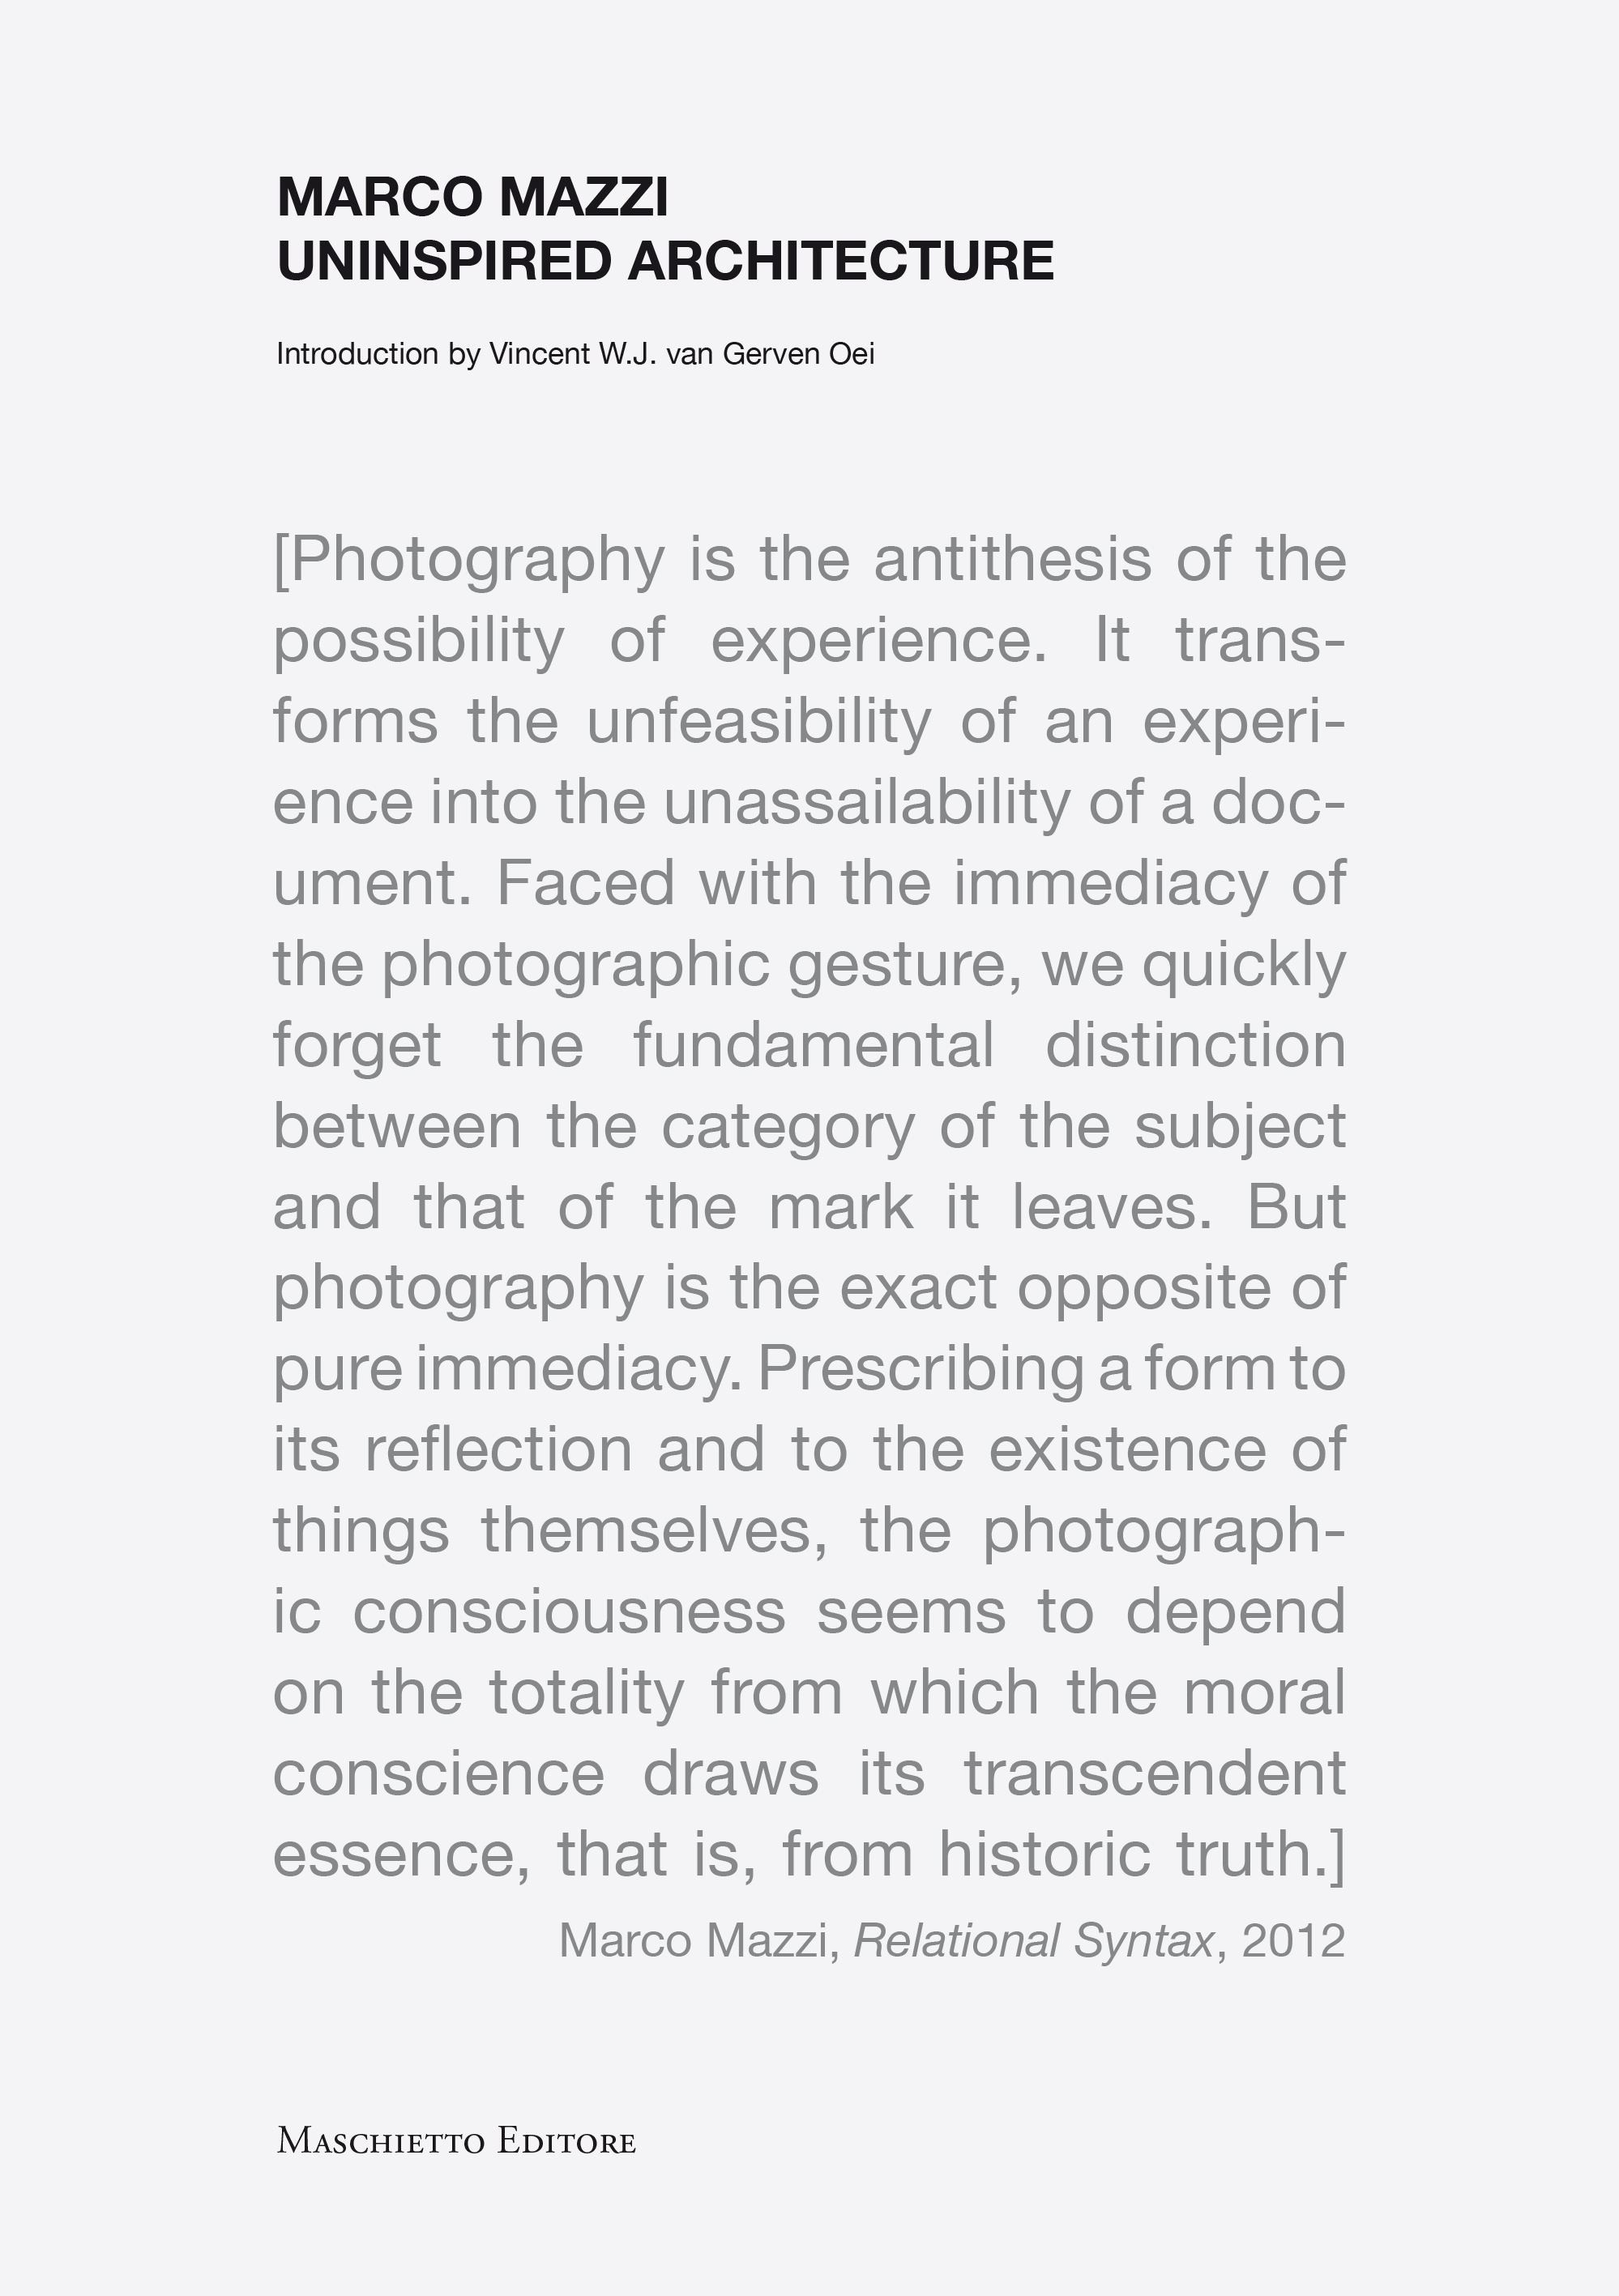 MARCO MAZZI
UNINSPIRED ARCHITECTURE
Introduction by Vincent W.J. van Gerven Oei
[Photography is the antithesis of the
possibility of experience. It trans-
forms the unfeasibility of an experi-
ence into the unassailability of a doc-
ument. Faced with the immediacy of
the photographic gesture, we quickly
forget the fundamental distinction
between the category of the subject
and that of the mark it leaves. But
photography is the exact opposite of
pure immediacy. Prescribing a form to
its reflection and to the existence of
things themselves, the photograph-
ic consciousness seems to depend
on the totality from which the moral
conscience draws its transcendent
essence, that is, from historic truth.]
Marco Mazzi, Relational Syntax, 2012
Maschietto Editore